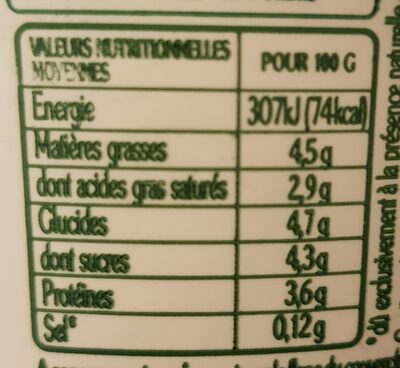 VALEURS NUTRITIONNELLES
MOYENNES
POUR 100 G
Energie 307kJ (74kcal)
Matières grasses 4,5g
dont acides gras saturés 2,9g
Glucides 4,7g
dont sucres 4,3g
Protéines 3,6g
Sel* 0,12g
*dû exclusivement à la présence naturelle